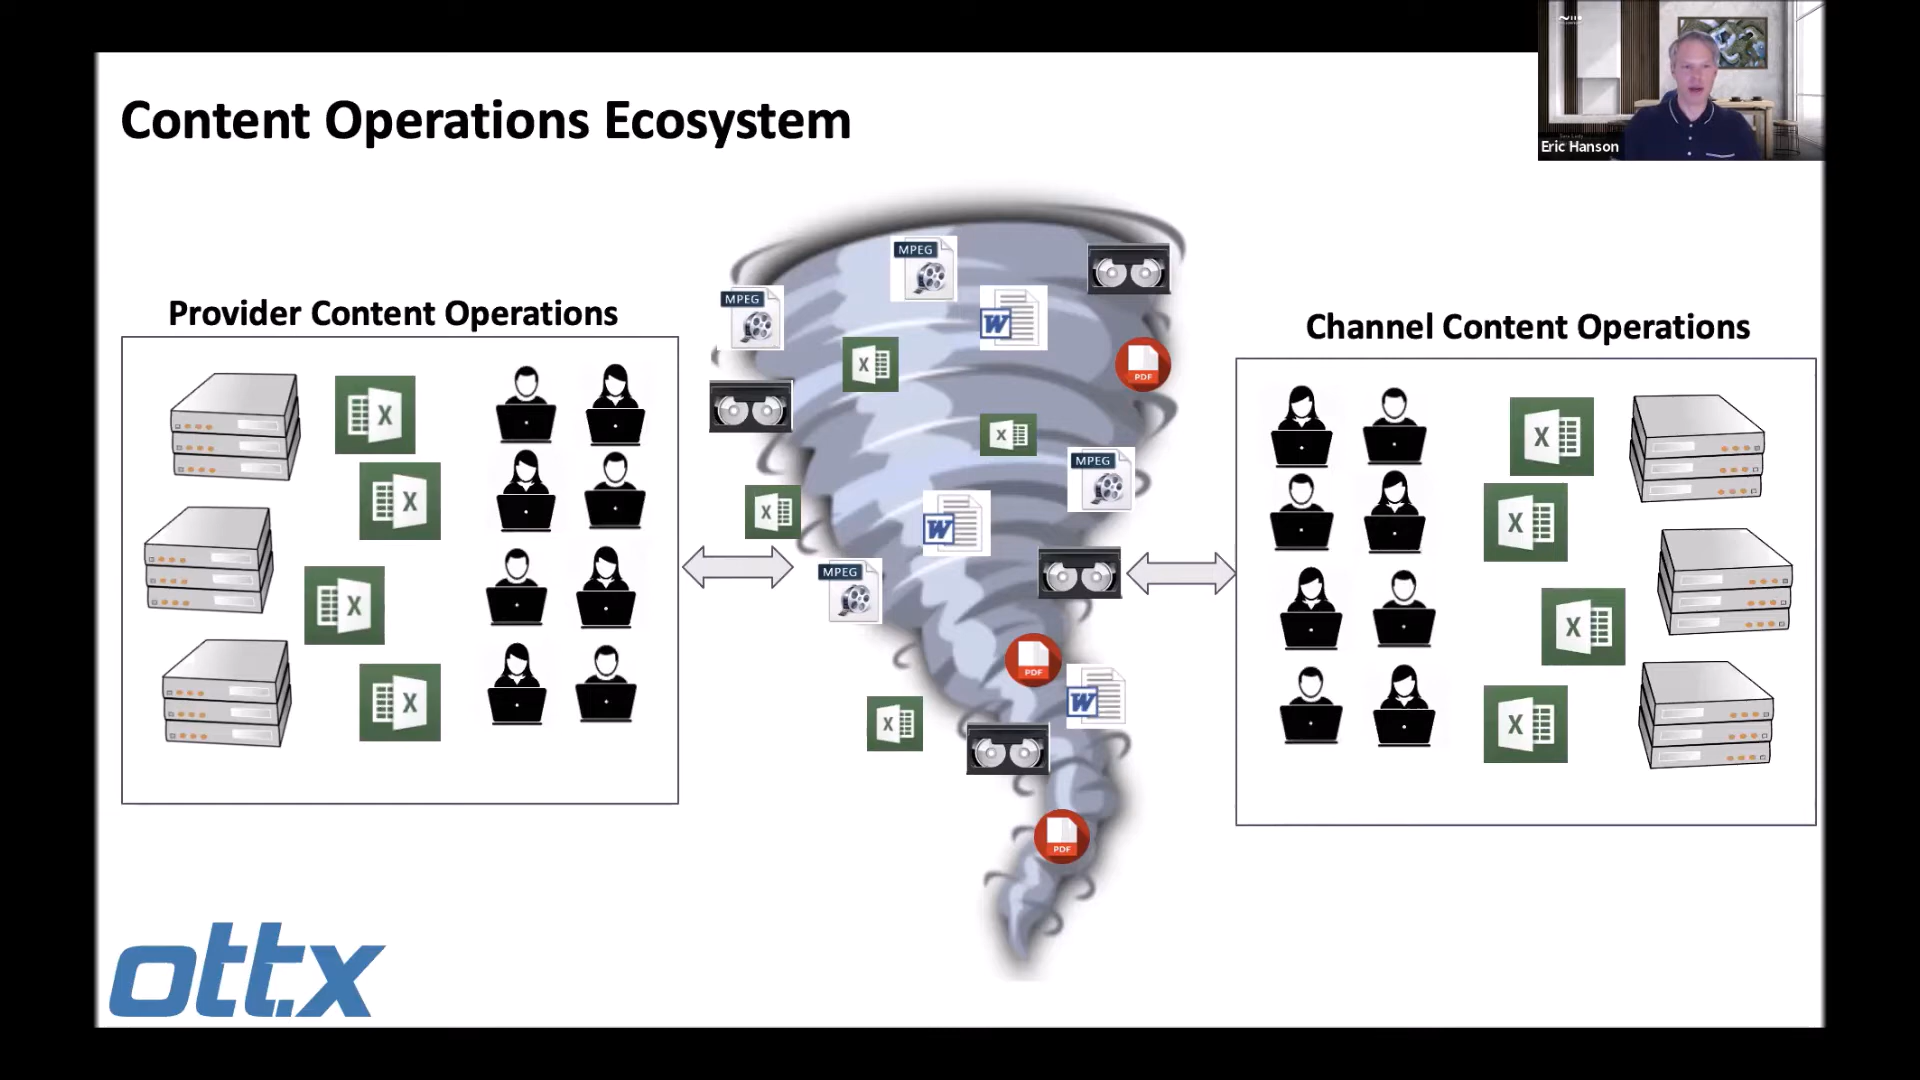 Eric Hanson
Content Operations Ecosystem
Provider Content Operations
Channel Content Operations
MPEG
MPEG
W
X
PDF
X
MPEG
X
W
MPEG
PDF
W
X
PDF
X
X
X
X
X
X
X
X
ottx